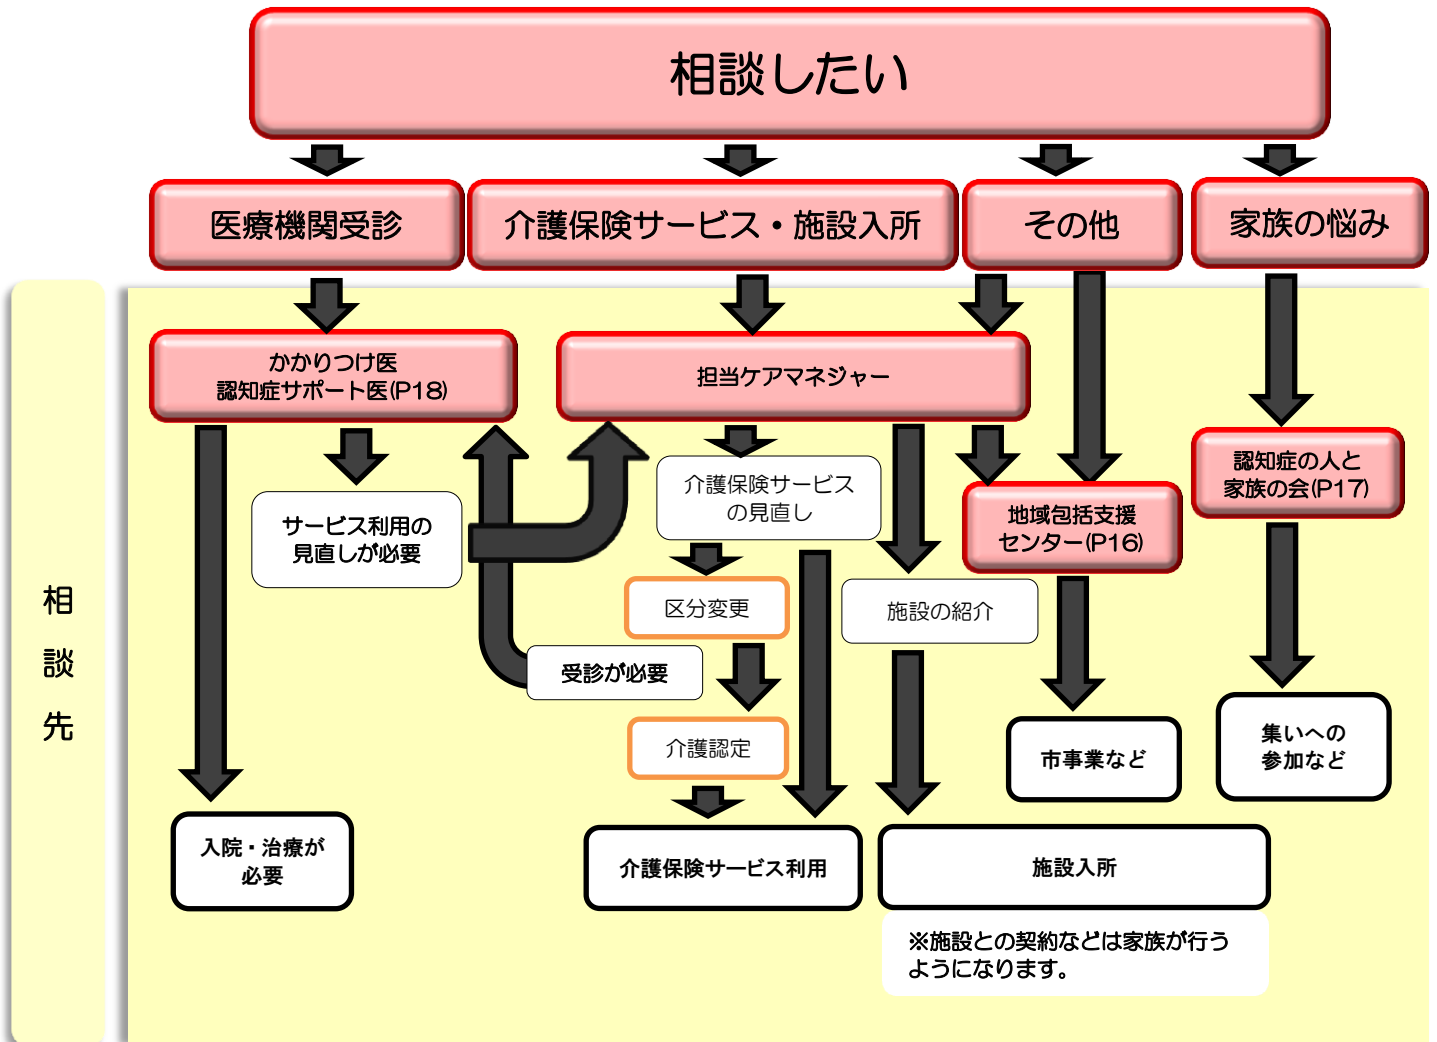 相談したい
医療機関受診
介護保険サービス・施設入所
その他
家族の悩み
相談先
かかりつけ医
認知症サポート医(P18)
担当ケアマネジャー
認知症の人と
家族の会(P17)
サービス利用の
見直しが必要
介護保険サービス
の見直し
地域包括支援
センター(P16)
区分変更
施設の紹介
受診が必要
介護認定
市事業など
集いへの
参加など
入院・治療が
必要
介護保険サービス利用
施設入所
※施設との契約などは家族が行う
ようになります。